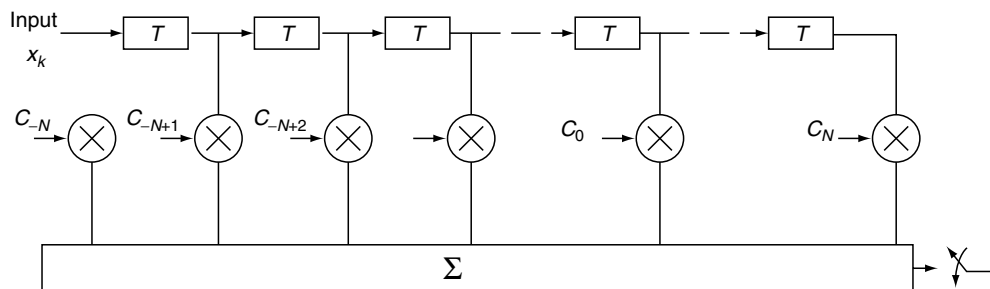 Input
x_k
T T T T T
C_{-N} C_{-N+1} C_{-N+2} C_0 C_N
Σ